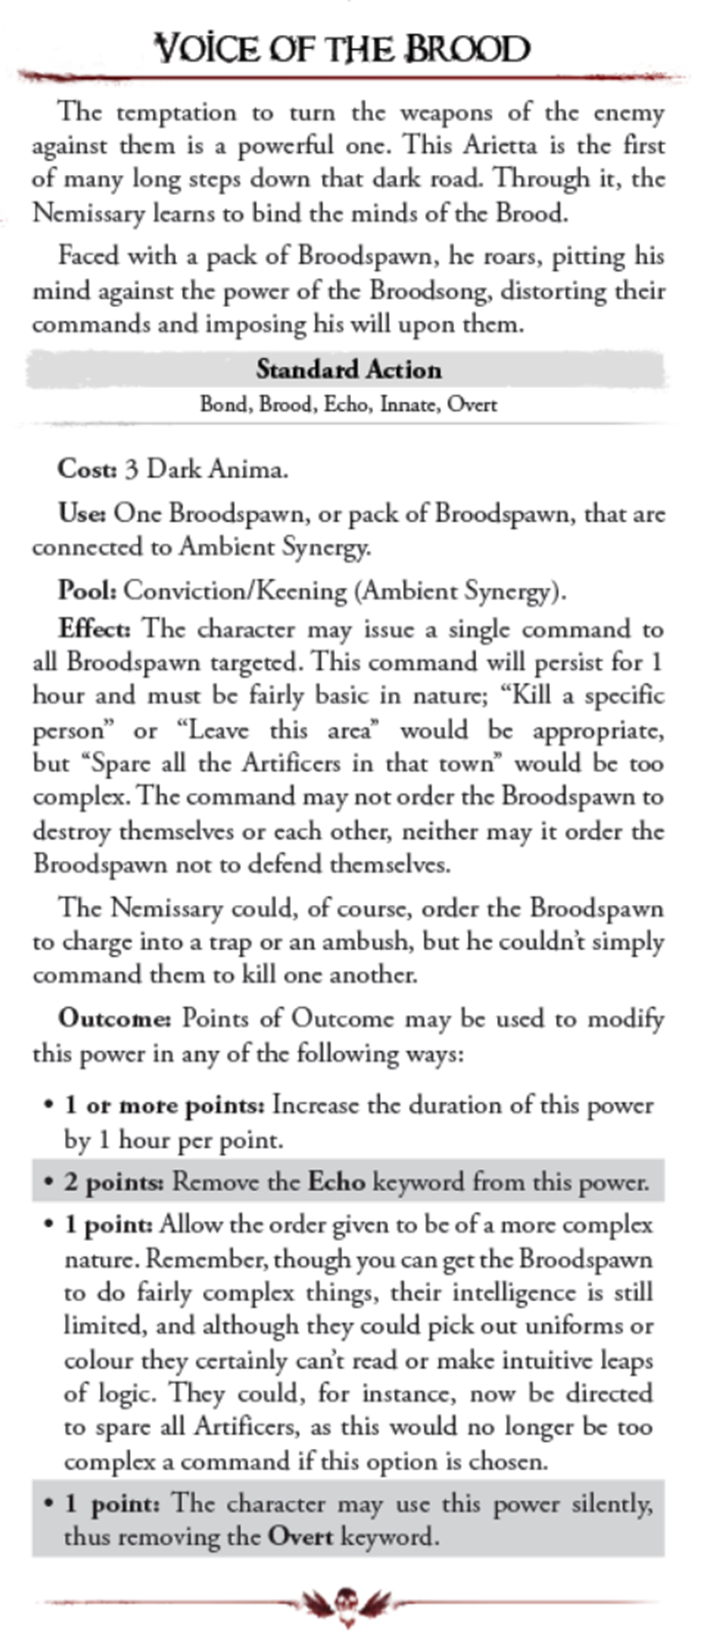 Voice of the Brood
The temptation to turn the weapons of the enemy
against them is a powerful one. This Arietta is the first
of many long steps down that dark road. Through it, the
Nemissary learns to bind the minds of the Brood.
Faced with a pack of Broodspawn, he roars, pitting his
mind against the power of the Broodsong, distorting their
commands and imposing his will upon them.
Standard Action
Bond, Brood, Echo, Innate, Overt
Cost: 3 Dark Anima.
Use: One Broodspawn, or pack of Broodspawn, that are
connected to Ambient Synergy.
Pool: Conviction/Keening (Ambient Synergy).
Effect: The character may issue a single command to
all Broodspawn targeted. This command will persist for 1
hour and must be fairly basic in nature; “Kill a specific
person” or “Leave this area” would be appropriate,
but “Spare all the Artificers in that town” would be too
complex. The command may not order the Broodspawn to
destroy themselves or each other, neither may it order the
Broodspawn not to defend themselves.
The Nemissary could, of course, order the Broodspawn
to charge into a trap or an ambush, but he couldn’t simply
command them to kill one another.
Outcome: Points of Outcome may be used to modify
this power in any of the following ways:
• 1 or more points: Increase the duration of this power
by 1 hour per point.
• 2 points: Remove the Echo keyword from this power.
• 1 point: Allow the order given to be of a more complex
nature. Remember, though you can get the Broodspawn
to do fairly complex things, their intelligence is still
limited, and although they could pick out uniforms or
colour they certainly can’t read or make intuitive leaps
of logic. They could, for instance, now be directed
to spare all Artificers, as this would no longer be too
complex a command if this option is chosen.
• 1 point: The character may use this power silently,
thus removing the Overt keyword.